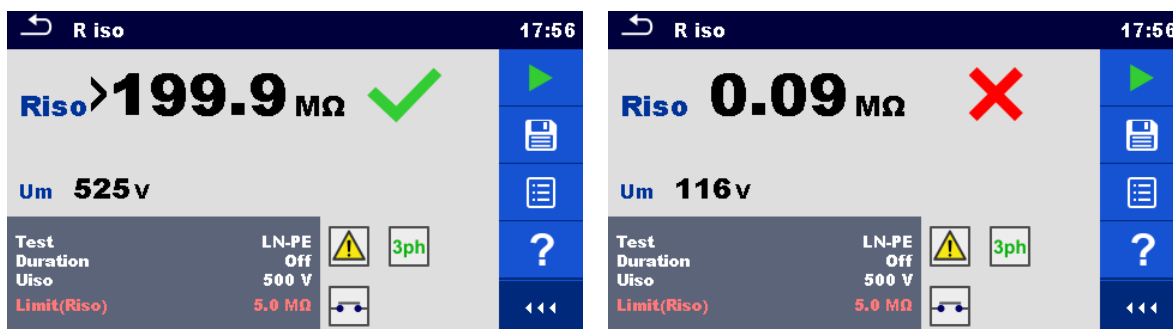 R iso 17:56
Riso >199.9 MΩ
Um 525 V
Test LN-PE
Duration Off
Uiso 500 V
Limit(Riso) 5.0 MΩ
3ph
?
R iso 17:56
Riso 0.09 MΩ
Um 116 V
Test LN-PE
Duration Off
Uiso 500 V
Limit(Riso) 5.0 MΩ
3ph
?